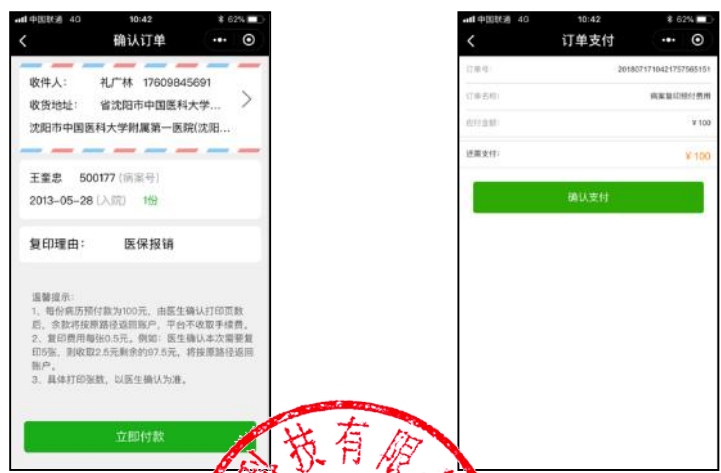 中国联通 4G 10:42 62%
确认订单
收件人： 礼广林 17609845691
收货地址： 省沈阳市中国医科大学...
沈阳市中国医科大学附属第一医院(沈阳...
王奎忠 500177 (病案号)
2013-05-28 (入院) 1份
复印理由： 医保报销
温馨提示：
1、每份病历预付款为100元，由医生确认打印页数
后，余款将按原路径返回账户，平台不收取手续费。
2、复印费用每张0.5元。例如：医生确认本次需要复
印5张，则收取2.5元剩余的97.5元，将按原路径返回
账户。
3、具体打印张数，以医生确认为准。
立即付款
中国联通 4G 10:42 62%
订单支付
订单号： 2018071710421757565151
订单名称： 病案复印预付费用
应付金额： ¥ 100
还需支付： ¥ 100
确认支付
技有限